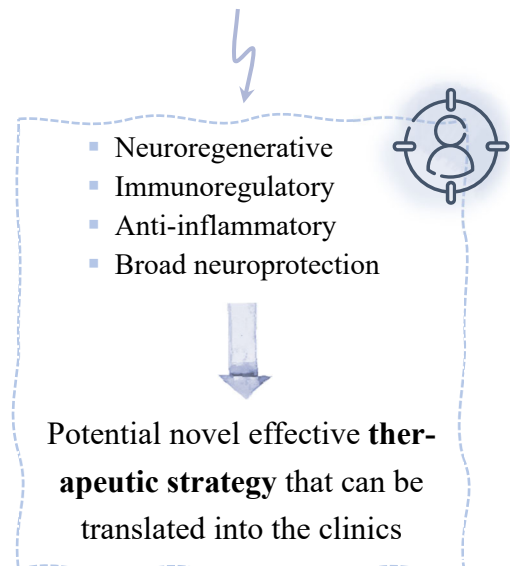 Neuroregenerative
Immunoregulatory
Anti-inflammatory
Broad neuroprotection
Potential novel effective ther-
apeutic strategy that can be
translated into the clinics